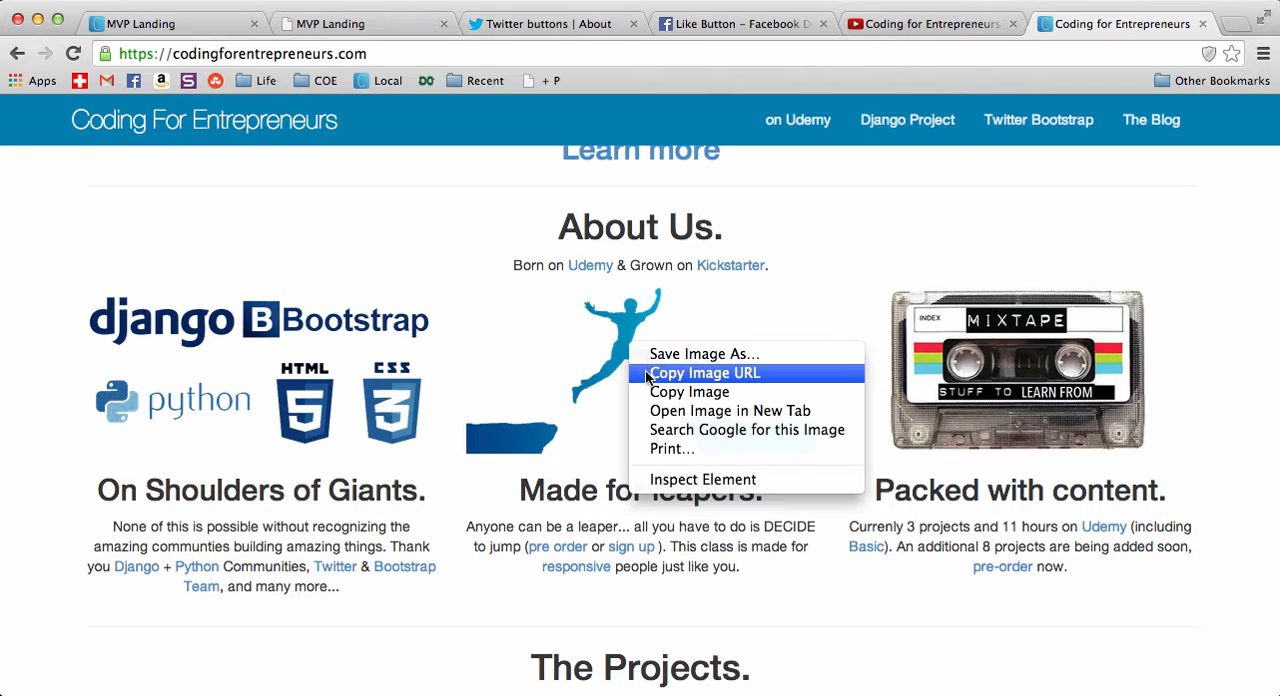 MVP Landing
MVP Landing
Twitter buttons | About
Like Button – Facebook D
Coding for Entrepreneurs
Coding for Entrepreneurs
https://codingforentrepreneurs.com
Apps
Life
COE
Local
DO
Recent
+ P
Other Bookmarks
Coding For Entrepreneurs
on Udemy
Django Project
Twitter Bootstrap
The Blog
Learn more
About Us.
Born on Udemy & Grown on Kickstarter.
django B Bootstrap
HTML
CSS
python
5
3
Save Image As...
Copy Image URL
Copy Image
Open Image in New Tab
Search Google for this Image
Print...
Inspect Element
INDEX
MIXTAPE
STUFF TO LEARN FROM
On Shoulders of Giants.
None of this is possible without recognizing the
amazing communties building amazing things. Thank
you Django + Python Communities, Twitter & Bootstrap
Team, and many more...
Made for leapers.
Anyone can be a leaper... all you have to do is DECIDE
to jump (pre order or sign up ). This class is made for
responsive people just like you.
Packed with content.
Currenly 3 projects and 11 hours on Udemy (including
Basic). An additional 8 projects are being added soon,
pre-order now.
The Projects.